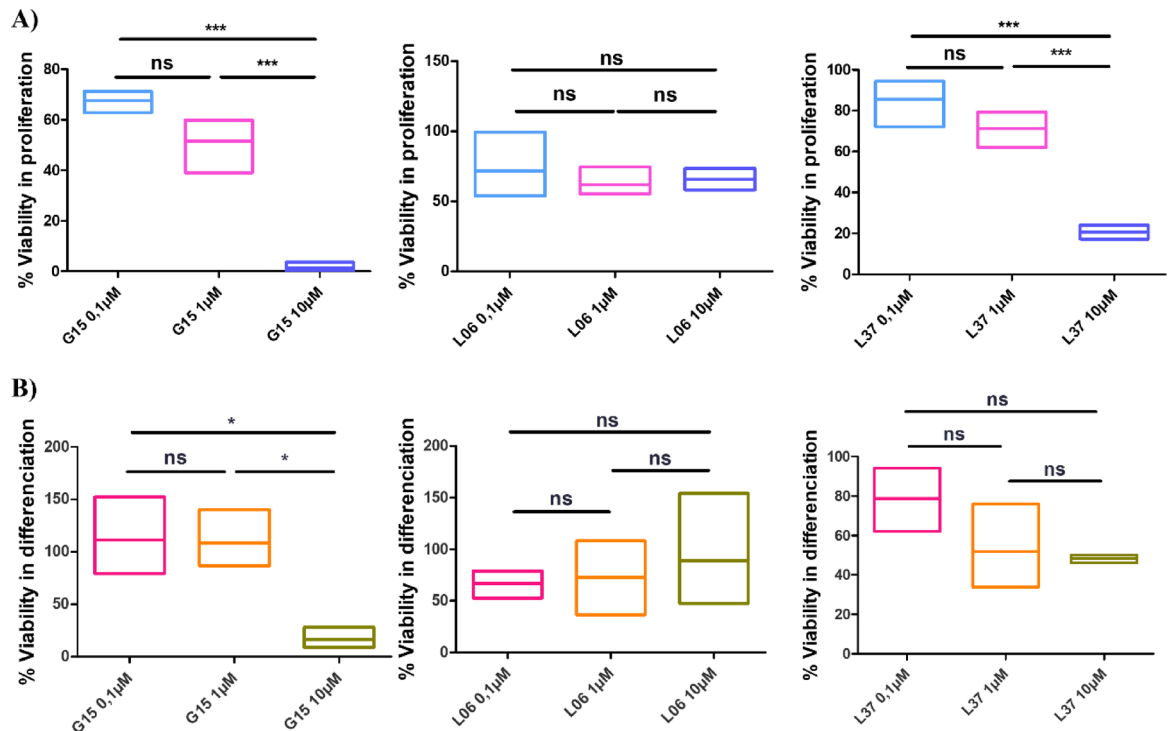 A)
***
ns
***
% Viability in proliferation
80
60
40
20
0
G15 0,1µM
G15 1µM
G15 10µM
ns
ns
ns
% Viability in proliferation
150
100
50
0
L06 0,1µM
L06 1µM
L06 10µM
***
ns
***
% Viability in proliferation
100
80
60
40
20
0
L37 0,1µM
L37 1µM
L37 10µM
B)
*
ns
*
% Viability in differenciation
200
150
100
50
0
G15 0,1µM
G15 1µM
G15 10µM
ns
ns
ns
% Viability in differenciation
200
150
100
50
0
L06 0,1µM
L06 1µM
L06 10µM
ns
ns
ns
% Viability in differenciation
100
80
60
40
20
0
L37 0,1µM
L37 1µM
L37 10µM